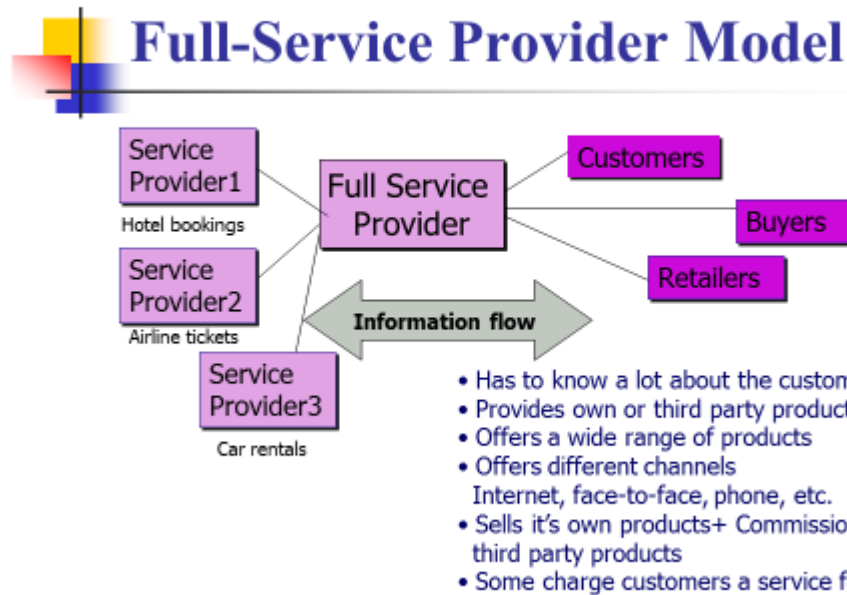 Full-Service Provider Model
Service
Provider1
Hotel bookings
Service
Provider2
Airline tickets
Service
Provider3
Car rentals
Full Service
Provider
Customers
Buyers
Retailers
Information flow
• Has to know a lot about the
• Provides own or third party
• Offers a wide range of products
• Offers different channels
Internet, face-to-face, phone, etc.
• Sells it's own products+
third party products
• Some charge customers a service